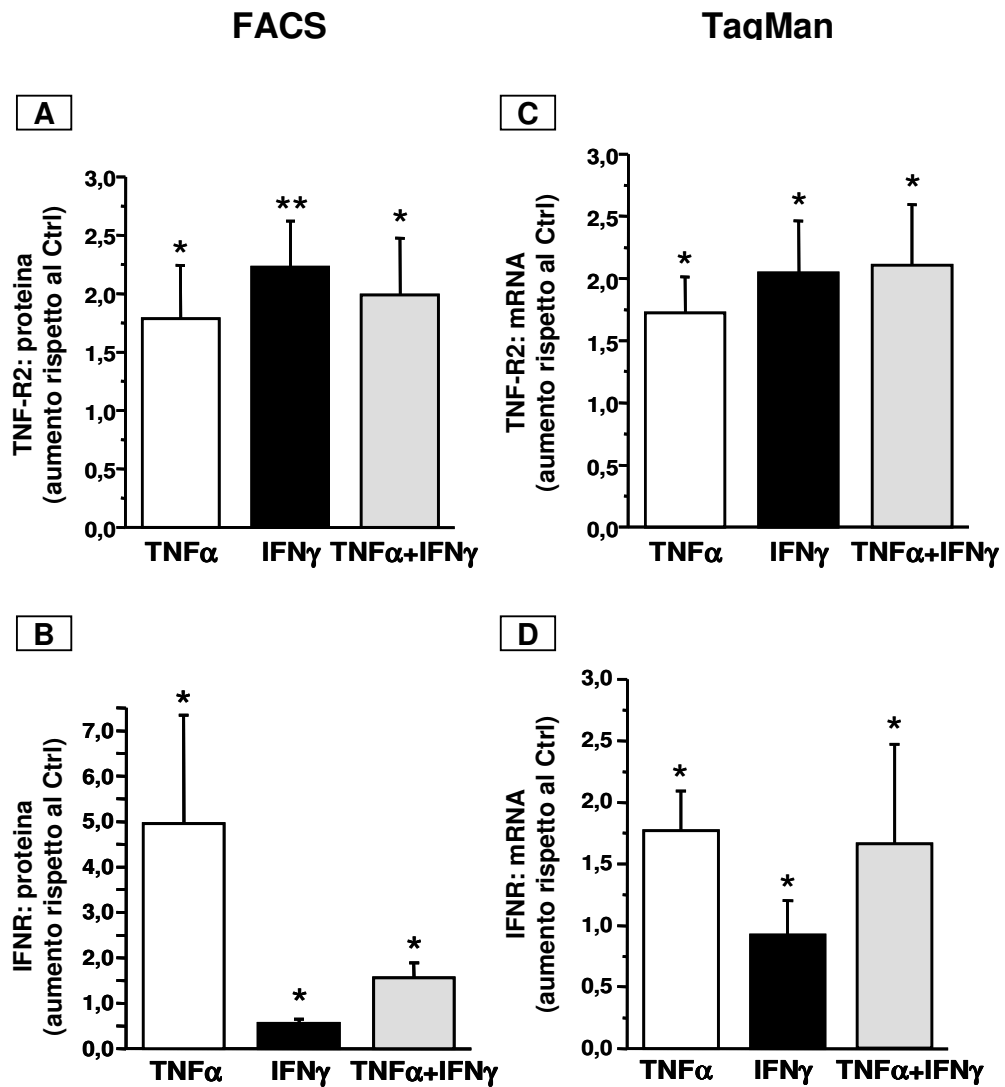 FACS
TaqMan
A
TNF-R2: proteina
(aumento rispetto al Ctrl)
3,0
2,5
2,0
1,5
1,0
0,5
0,0
*
**
*
TNFα IFNγ TNFα+IFNγ
C
TNF-R2: mRNA
(aumento rispetto al Ctrl)
3,0
2,5
2,0
1,5
1,0
0,5
0,0
*
*
*
TNFα IFNγ TNFα+IFNγ
B
IFNR: proteina
(aumento rispetto al Ctrl)
7,0
6,0
5,0
4,0
3,0
2,0
1,0
0,0
*
*
*
TNFα IFNγ TNFα+IFNγ
D
IFNR: mRNA
(aumento rispetto al Ctrl)
3,0
2,5
2,0
1,5
1,0
0,5
0,0
*
*
*
TNFα IFNγ TNFα+IFNγ